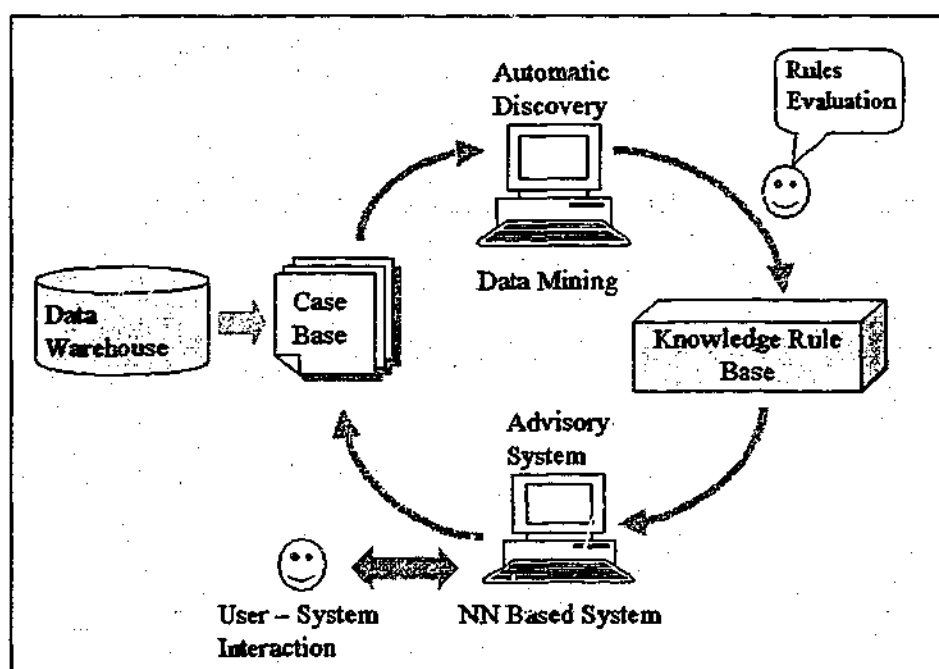 Automatic
Discovery
Rules
Evaluation
Data Mining
Data
Warehouse
Case
Base
Knowledge Rule
Base
Advisory
System
User – System
Interaction
NN Based System